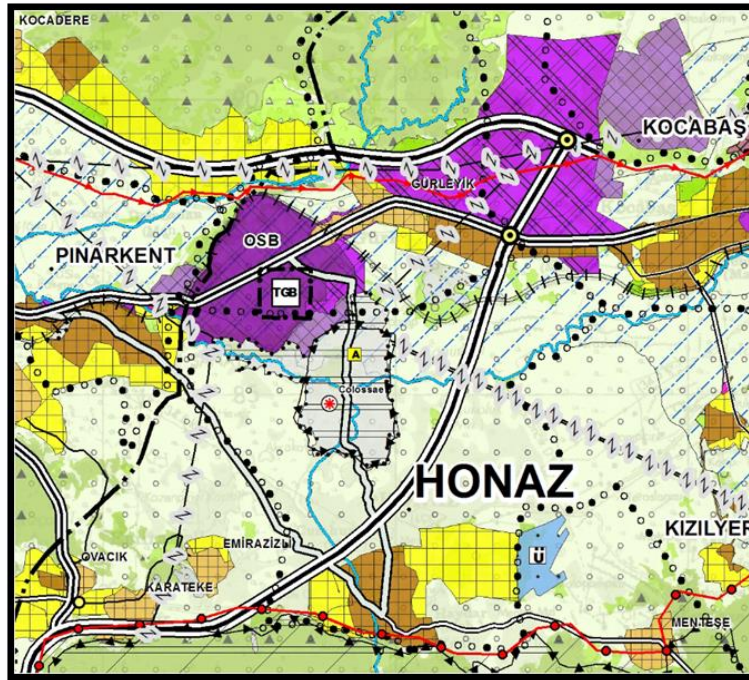 KOCADERE
KOCABAŞ
GÜRLEYİK
OSB
PINARKENT
TGB
A
Colossae
HONAZ
KIZILYER
Ü
EMİRAZİZLİ
OVACIK
KARATEKE
MENTEŞE